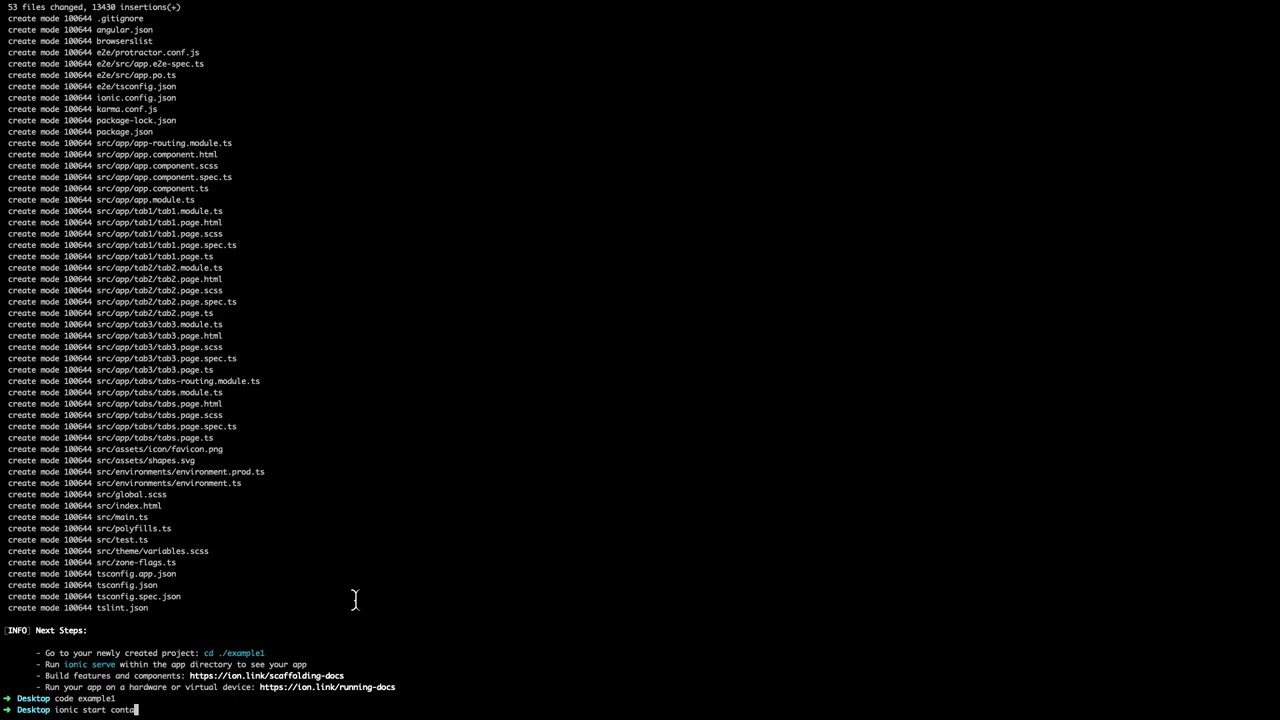 53 files changed, 13430 insertions(+)
create mode 100644 .gitignore
create mode 100644 angular.json
create mode 100644 browserslist
create mode 100644 e2e/protractor.conf.js
create mode 100644 e2e/src/app.e2e-spec.ts
create mode 100644 e2e/src/app.po.ts
create mode 100644 e2e/tsconfig.json
create mode 100644 ionic.config.json
create mode 100644 karma.conf.js
create mode 100644 package-lock.json
create mode 100644 package.json
create mode 100644 src/app/app-routing.module.ts
create mode 100644 src/app/app.component.html
create mode 100644 src/app/app.component.scss
create mode 100644 src/app/app.component.spec.ts
create mode 100644 src/app/app.component.ts
create mode 100644 src/app/app.module.ts
create mode 100644 src/app/tab1/tab1.module.ts
create mode 100644 src/app/tab1/tab1.page.html
create mode 100644 src/app/tab1/tab1.page.scss
create mode 100644 src/app/tab1/tab1.page.spec.ts
create mode 100644 src/app/tab1/tab1.page.ts
create mode 100644 src/app/tab2/tab2.module.ts
create mode 100644 src/app/tab2/tab2.page.html
create mode 100644 src/app/tab2/tab2.page.scss
create mode 100644 src/app/tab2/tab2.page.spec.ts
create mode 100644 src/app/tab2/tab2.page.ts
create mode 100644 src/app/tab3/tab3.module.ts
create mode 100644 src/app/tab3/tab3.page.html
create mode 100644 src/app/tab3/tab3.page.scss
create mode 100644 src/app/tab3/tab3.page.spec.ts
create mode 100644 src/app/tab3/tab3.page.ts
create mode 100644 src/app/tabs/tabs-routing.module.ts
create mode 100644 src/app/tabs/tabs.module.ts
create mode 100644 src/app/tabs/tabs.page.html
create mode 100644 src/app/tabs/tabs.page.scss
create mode 100644 src/app/tabs/tabs.page.spec.ts
create mode 100644 src/app/tabs/tabs.page.ts
create mode 100644 src/assets/icon/favicon.png
create mode 100644 src/assets/shapes.svg
create mode 100644 src/environments/environment.prod.ts
create mode 100644 src/environments/environment.ts
create mode 100644 src/global.scss
create mode 100644 src/index.html
create mode 100644 src/main.ts
create mode 100644 src/polyfills.ts
create mode 100644 src/test.ts
create mode 100644 src/theme/variables.scss
create mode 100644 src/zone-flags.ts
create mode 100644 tsconfig.app.json
create mode 100644 tsconfig.json
create mode 100644 tsconfig.spec.json
create mode 100644 tslint.json
[INFO] Next Steps:
- Go to your newly created project: cd ./example1
- Run ionic serve within the app directory to see your app
- Build features and components: https://ion.link/scaffolding-docs
- Run your app on a hardware or virtual device: https://ion.link/running-docs
➜ Desktop code example1
➜ Desktop ionic start conta